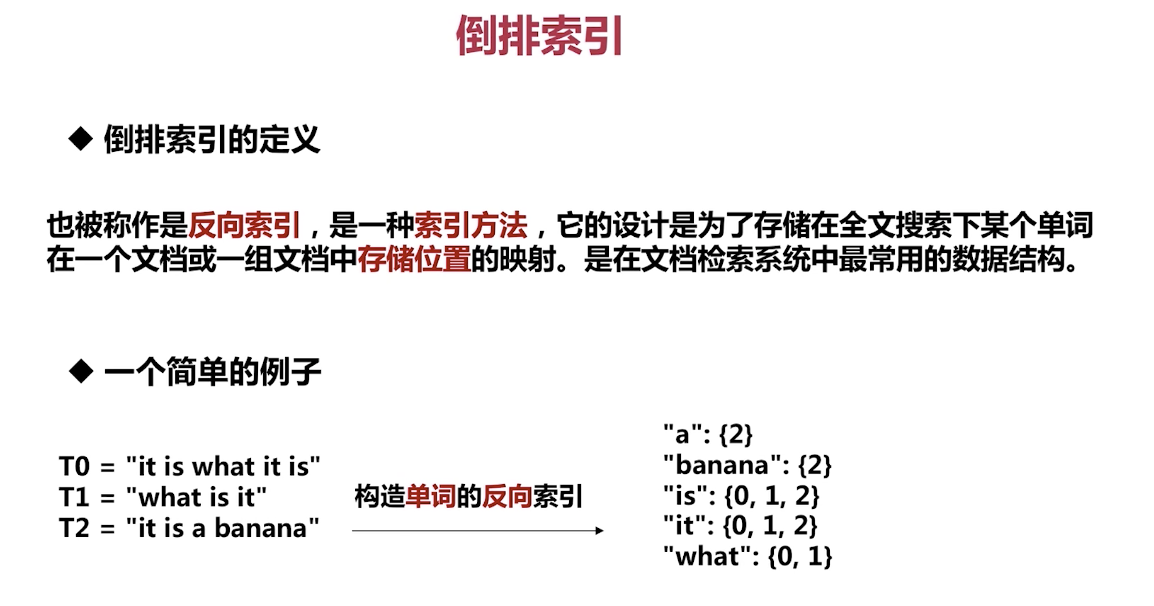 倒排索引
◆ 倒排索引的定义
也被称作是反向索引，是一种索引方法，它的设计是为了存储在全文搜索下某个单词
在一个文档或一组文档中存储位置的映射。是在文档检索系统中最常用的数据结构。
◆ 一个简单的例子
T0 = "it is what it is"
T1 = "what is it"
T2 = "it is a banana"
构造单词的反向索引
"a": {2}
"banana": {2}
"is": {0, 1, 2}
"it": {0, 1, 2}
"what": {0, 1}